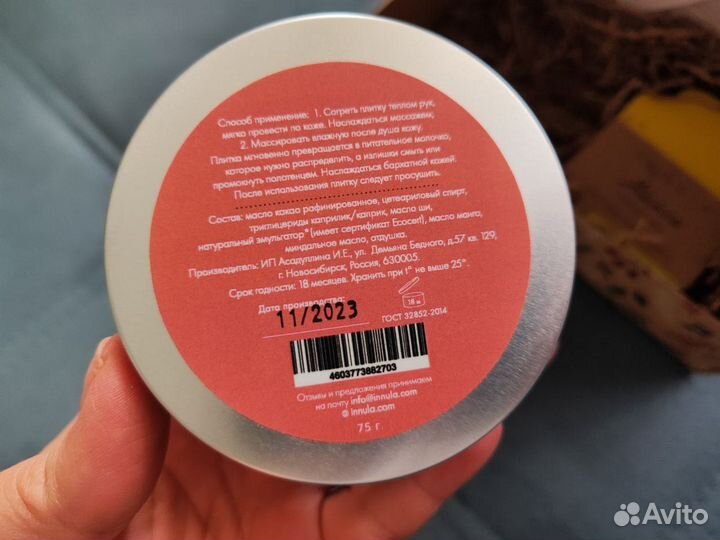 Способ применение: 1. Согреть плитку теплом рук,
мягко провести по коже. Наслаждаться массажем;
2. Массировать влажную после душа кожу.
Плитка мгновенно превращается в питательное молочко,
которое нужно распределить, а излишки смыть или
промокнуть полотенцем. Наслаждаться бархатной кожей.
После использования плитку следует просушить.
Состав: масло какао рафинированное, цетеариловый спирт,
триглицериды каприлик/каприк, масло ши,
натуральный эмульгатор* (имеет сертификат Ecocert), масло манго,
миндальное масло, отдушка.
Производитель: ИП Асадуллина И.Е., ул. Демьяна Бедного, д.57 кв. 129,
г. Новосибирск, Россия, 630005.
Срок годности: 18 месяцев. Хранить при t° не выше 25°.
Дата производства:
11/2023
18 м
ГОСТ 32852-2014
4603773882703
Отзывы и предложения принимаем
на почту info@innula.com
innula.com
75 г.
Avito